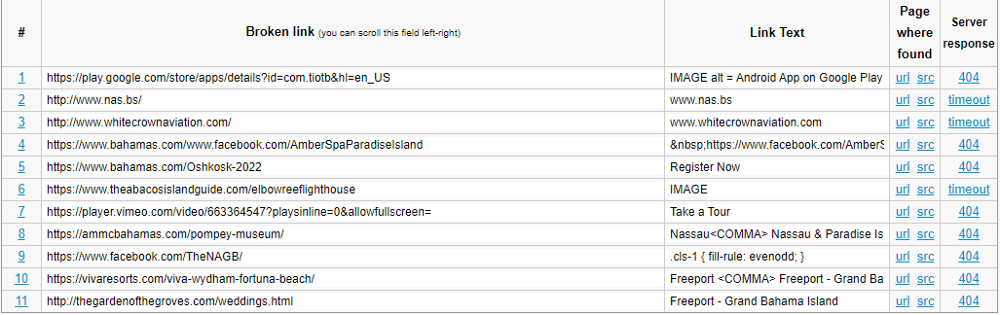 # Broken link (you can scroll this field left-right) Link Text Page where found Server response
1 https://play.google.com/store/apps/details?id=com.tiotb&hl=en_US IMAGE alt = Android App on Google Play url src 404
2 http://www.nas.bs/ www.nas.bs url src timeout
3 http://www.whitecrownaviation.com/ www.whitecrownaviation.com url src timeout
4 https://www.bahamas.com/www.facebook.com/AmberSpaParadiseIsland &nbsp;https://www.facebook.com/AmberS url src 404
5 https://www.bahamas.com/Oshkosk-2022 Register Now url src 404
6 https://www.theabacosislandguide.com/elbowreeflighthouse IMAGE url src timeout
7 https://player.vimeo.com/video/663364547?playsinline=0&allowfullscreen= Take a Tour url src 404
8 https://ammcbahamas.com/pompey-museum/ Nassau<COMMA> Nassau & Paradise Is url src 404
9 https://www.facebook.com/TheNAGB/ .cls-1 { fill-rule: evenodd; } url src 404
10 https://vivaresorts.com/viva-wydham-fortuna-beach/ Freeport <COMMA> Freeport - Grand Ba url src 404
11 http://thegardenofthegroves.com/weddings.html Freeport - Grand Bahama Island url src 404